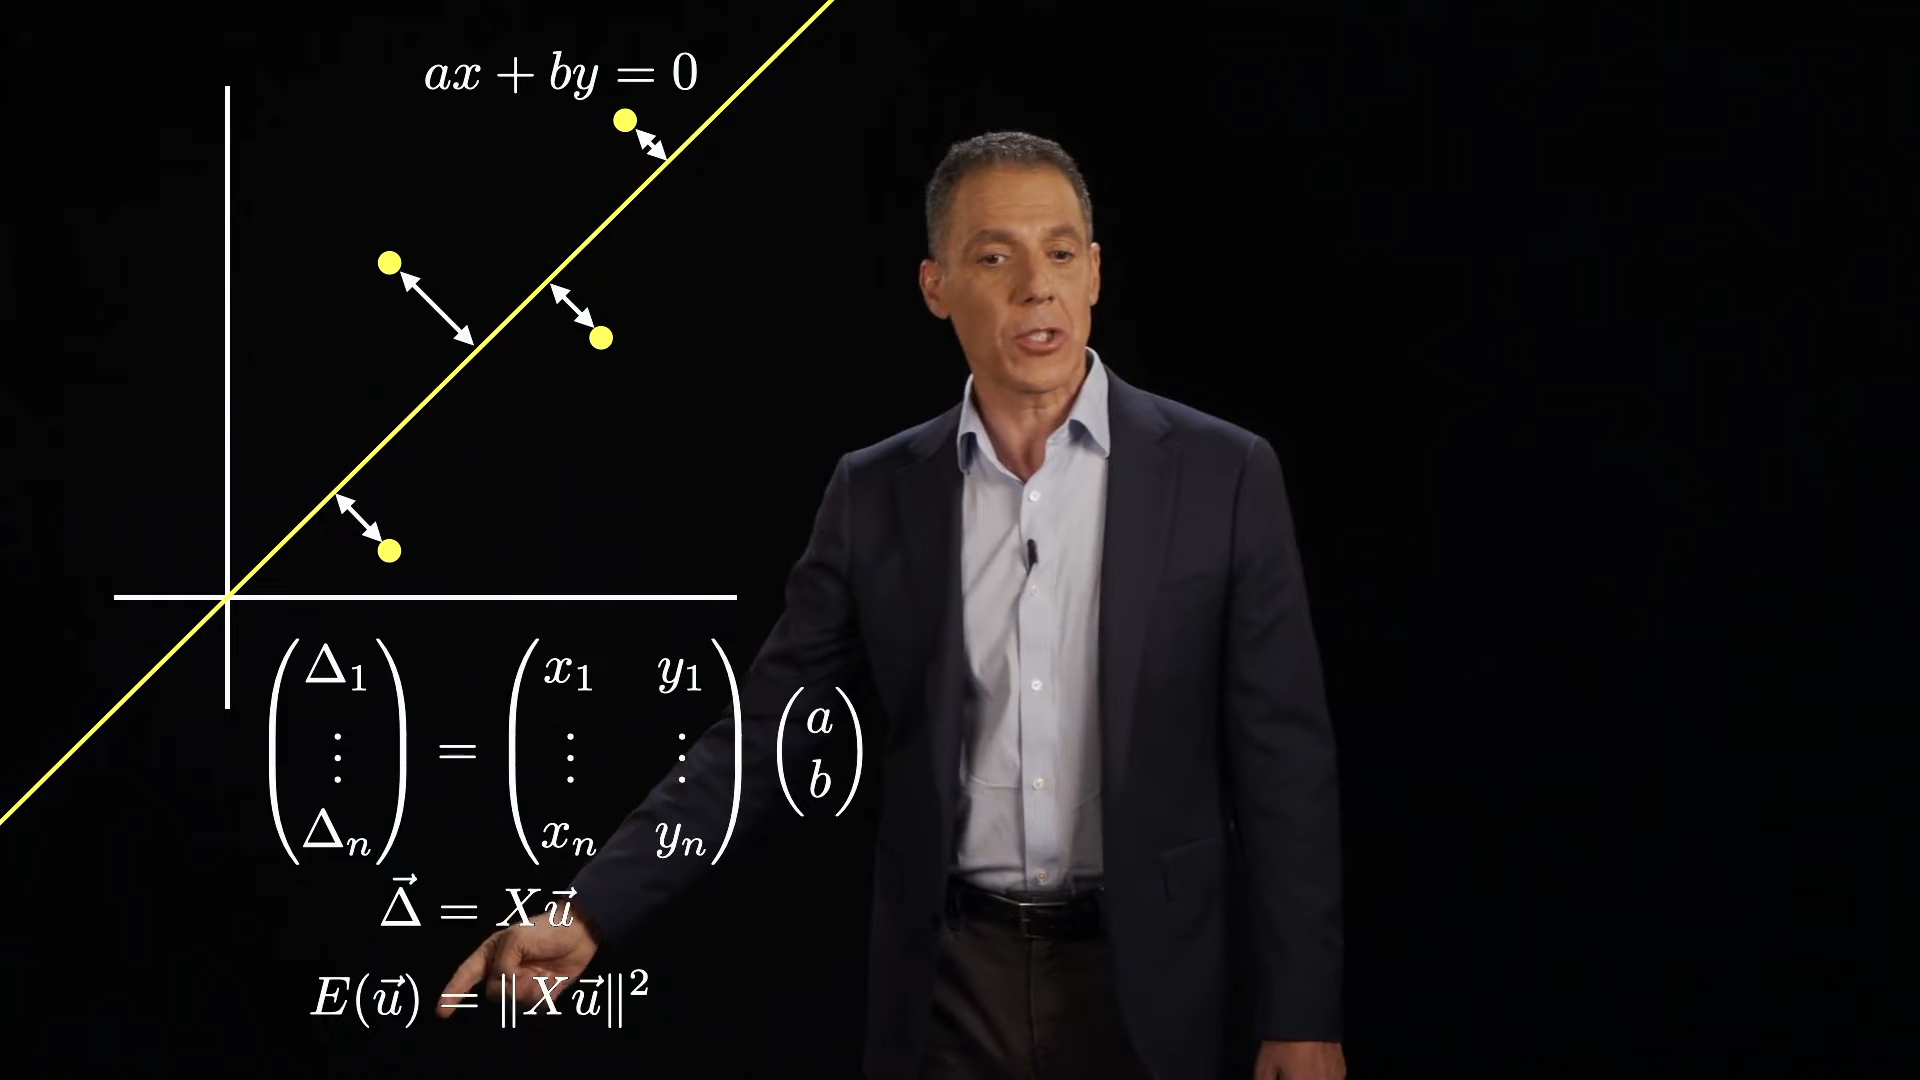 ax + by = 0
(Δ₁ ⋮ Δₙ) = (x₁ y₁ ⋮ ⋮ xₙ yₙ) (a b)
Δ⃗ = Xu⃗
E(u⃗) = ‖Xu⃗‖²